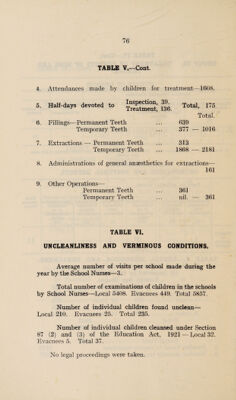 76
TABLE V.—Cont.
4. Attendances made by children for treatment—1608.
5. Half-days devoted to Inspection, 39. Treatment, 136. Total, 175
Total.
6. Fillings—Permanent Teeth ... 639
Temporary Teeth ... 377 — 1016
7. Extractions — Permanent Teeth ... 313
Temporary Teeth ... 1868 — 2181
8. Administrations of general anæsthetics for extractions—
161
9. Other Operations—
Permanent Teeth ... 361
Temporary Teeth ... nil. — 361
TABLE VI.
UNCLEANLINESS AND VERMINOUS CONDITIONS.
Average number of visits per school made during the
year by the School Nurses—3.
Total number of examinations of children in the schools
by School Nurses—Local 5408. Evacuees 449. Total 5857.
Number of individual children found unclean—
Local 210. Evacuees 25. Total 235.
Number of individual children cleansed under Section
87 (2) and (3) of the Education Act, 1921 — Local 32.
Evacuees 5. Total 37.
No legal proceedings were taken.